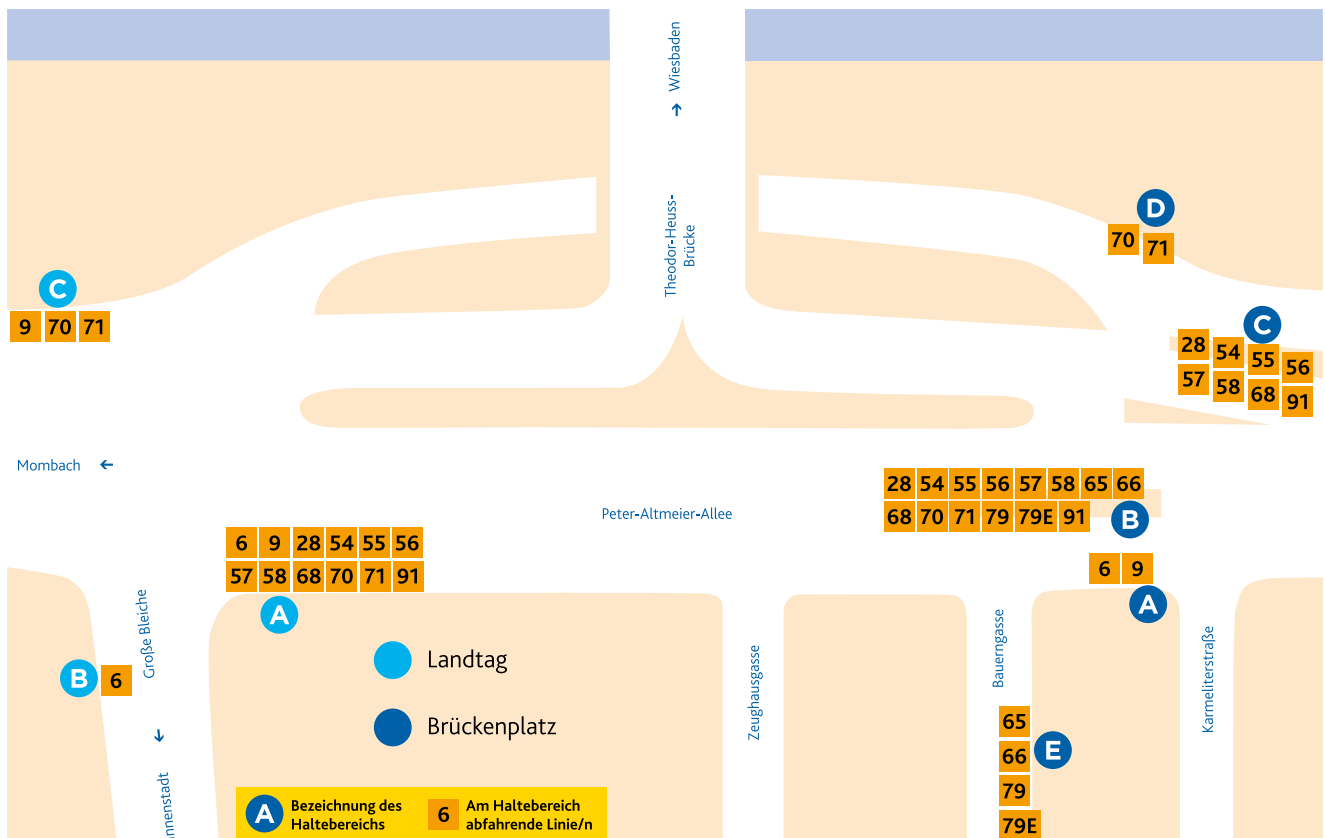 → Wiesbaden
Theodor-Heuss-
Brücke
D
70 71
C
9 70 71
C
28 54 55 56
57 58 68 91
Mombach ←
Peter-Altmeier-Allee
28 54 55 56 57 58 65 66
68 70 71 79 79E 91
B
6 9
A
6 9 28 54 55 56
57 58 68 70 71 91
A
Große Bleiche
B 6
Landtag
Brückenplatz
Zeughausgasse
Bauerngasse
Karmeliterstraße
65
66
79
79E
E
←
A Bezeichnung des
Haltebereichs
6 Am Haltebereich
abfahrende Linie/n